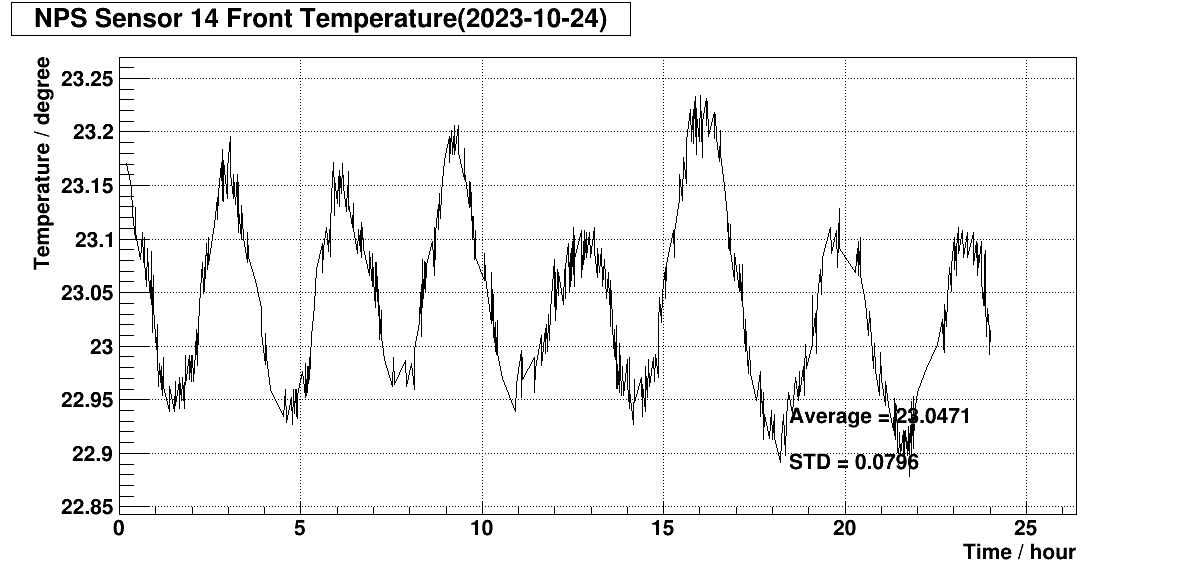 NPS Sensor 14 Front Temperature(2023-10-24)
Temperature / degree
23.25
23.2
23.15
23.1
23.05
23
22.95
22.9
22.85
Average = 23.0471
STD = 0.0796
0 5 10 15 20 25
Time / hour